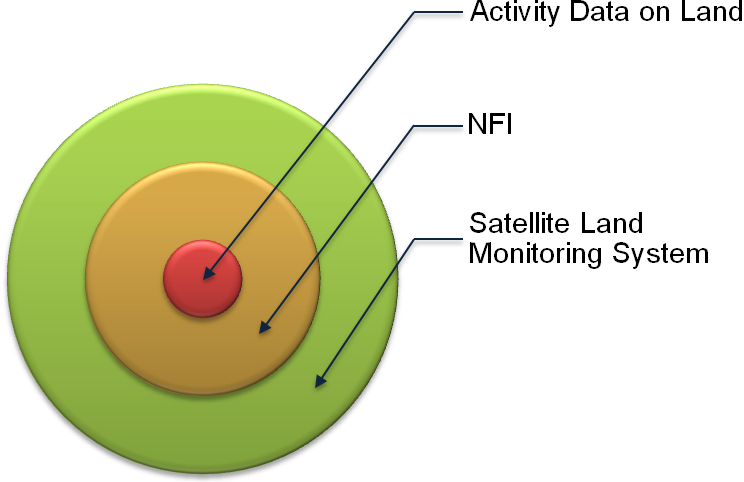 Activity Data on Land
NFI
Satellite Land
Monitoring System